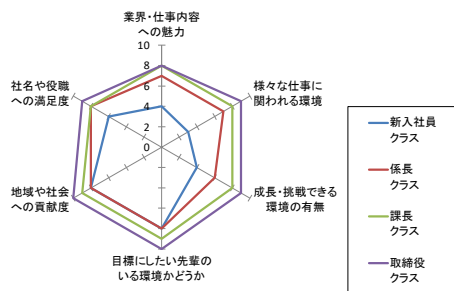 業界・仕事内容
への魅力
10
8
6
4
2
0
様々な仕事に
関われる環境
成長・挑戦できる
環境の有無
目標にしたい先輩の
いる環境かどうか
地域や社会
への貢献度
社名や役職
への満足度
新入社員
クラス
係長
クラス
課長
クラス
取締役
クラス